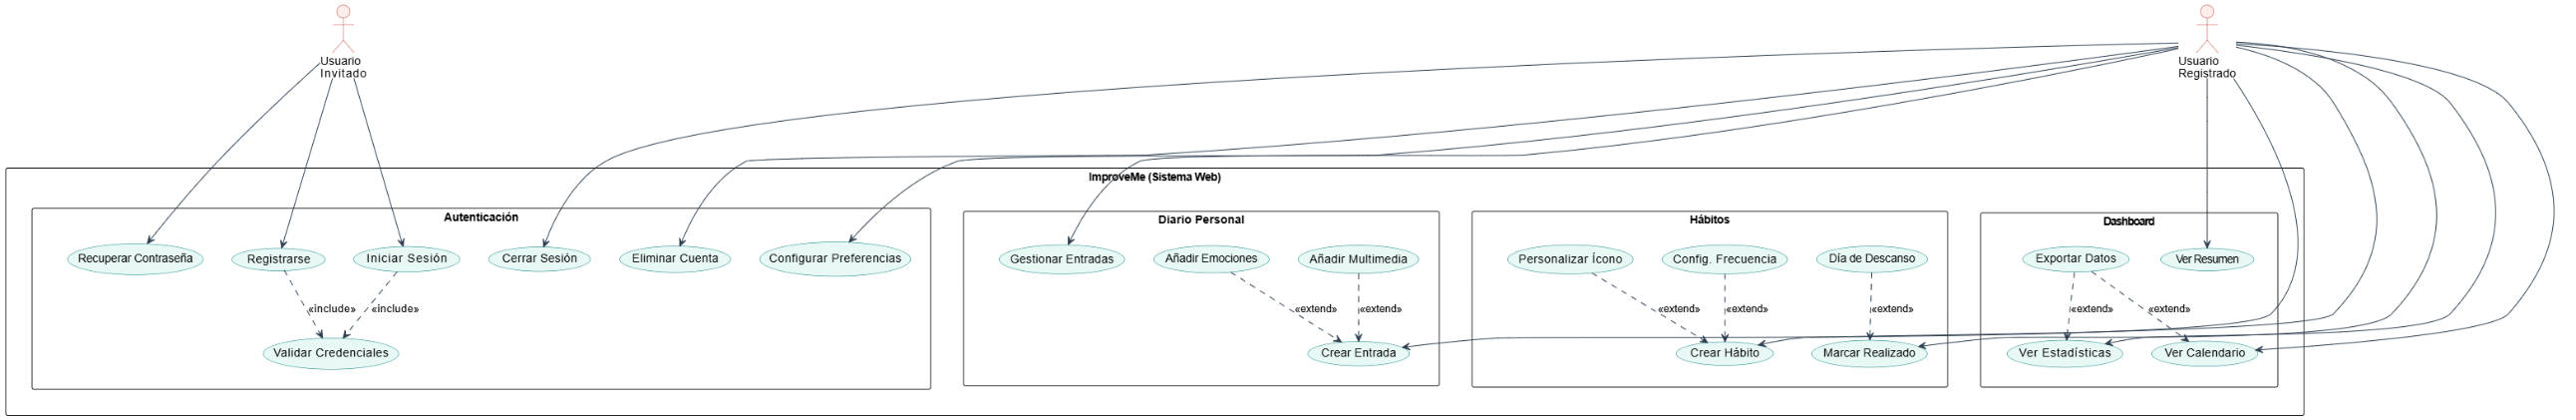 Usuario
Invitado
Usuario
Registrado
ImproveMe (Sistema Web)
Autenticación
Recuperar Contraseña
Registrarse
Iniciar Sesión
Cerrar Sesión
Eliminar Cuenta
Configurar Preferencias
«include»
«include»
Validar Credenciales
Diario Personal
Gestionar Entradas
Añadir Emociones
Añadir Multimedia
«extend»
«extend»
Crear Entrada
Hábitos
Personalizar Ícono
Config. Frecuencia
Día de Descanso
«extend»
«extend»
«extend»
Crear Hábito
Marcar Realizado
Dashboard
Exportar Datos
Ver Resumen
«extend»
«extend»
Ver Estadísticas
Ver Calendario